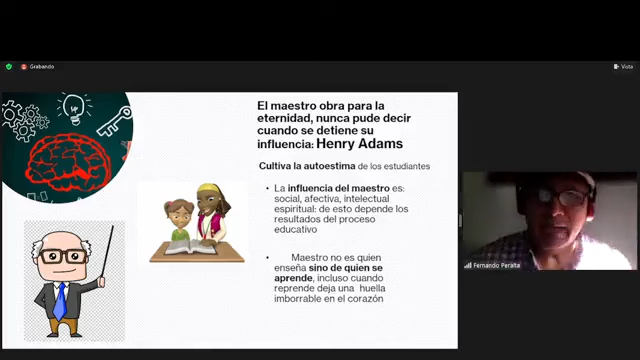 Grabando
Vista
El maestro obra para la
eternidad, nunca pude decir
cuando se detiene su
influencia: Henry Adams
Cultiva la autoestima de los estudiantes
• La influencia del maestro es:
social, afectiva, intelectual
espiritual: de esto depende los
resultados del proceso
educativo
• Maestro no es quien
enseña sino de quien se
aprende, incluso cuando
reprende deja una huella
imborrable en el corazón
Fernando Peralta